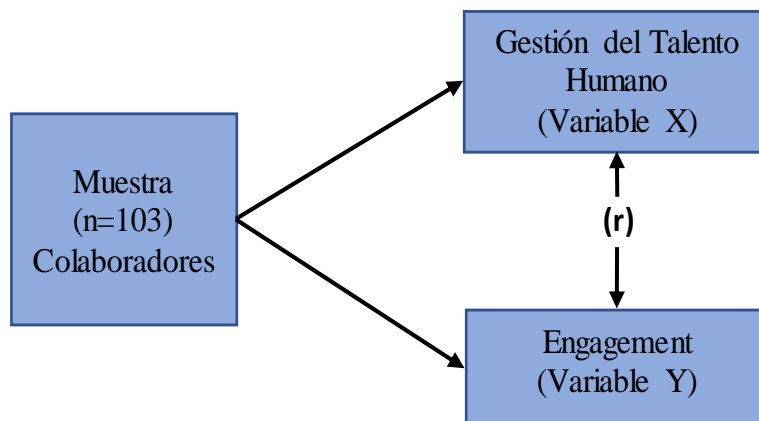 Gestión del Talento
Humano
(Variable X)
Muestra
(n=103)
Colaboradores
(r)
Engagement
(Variable Y)